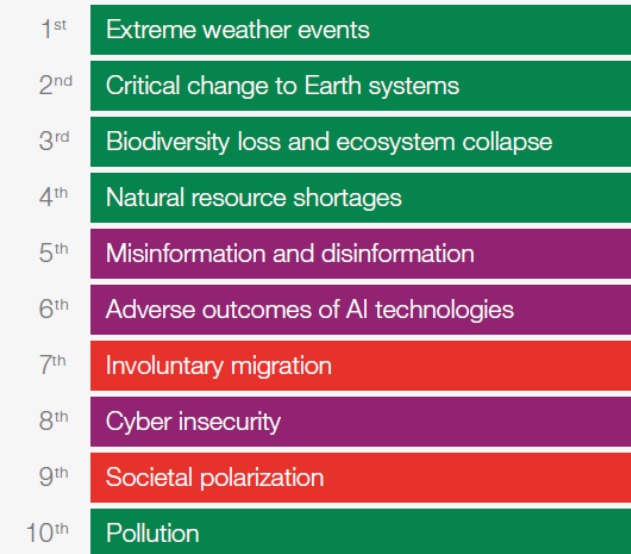 1st Extreme weather events
2nd Critical change to Earth systems
3rd Biodiversity loss and ecosystem collapse
4th Natural resource shortages
5th Misinformation and disinformation
6th Adverse outcomes of AI technologies
7th Involuntary migration
8th Cyber insecurity
9th Societal polarization
10th Pollution